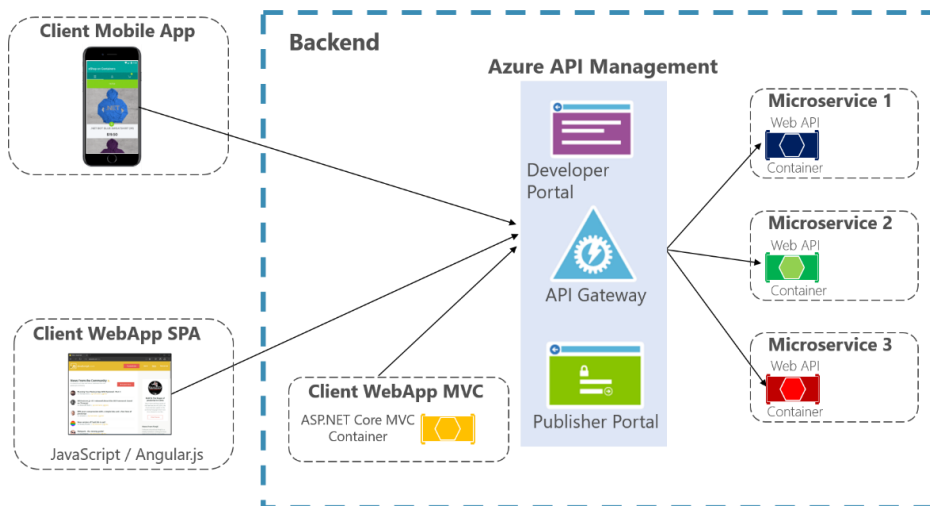 Client Mobile App
.NET
Backend
Azure API Management
Developer
Portal
API Gateway
Publisher Portal
Microservice 1
Web API
Container
Microservice 2
Web API
Container
Microservice 3
Web API
Container
Client WebApp SPA
JavaScript / Angular.js
Client WebApp MVC
ASP.NET Core MVC
Container